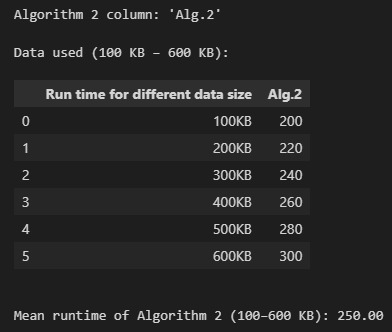 Algorithm 2 column: 'Alg.2'
Data used (100 KB – 600 KB):
Run time for different data size Alg.2
0 100KB 200
1 200KB 220
2 300KB 240
3 400KB 260
4 500KB 280
5 600KB 300
Mean runtime of Algorithm 2 (100–600 KB): 250.00